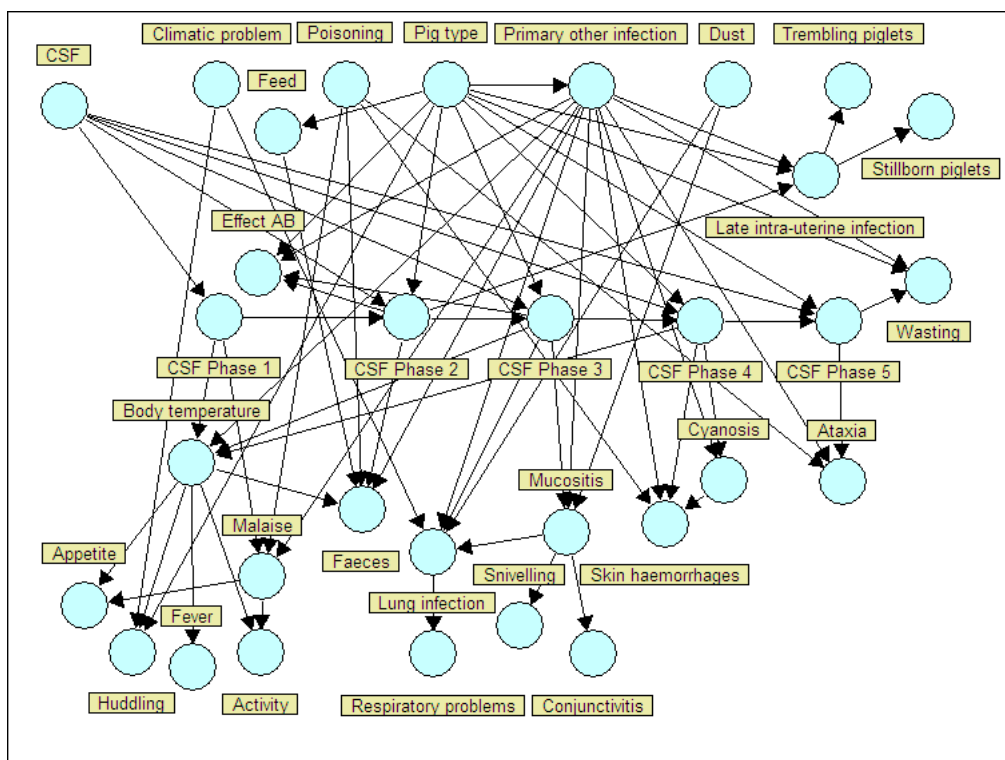 Climatic problem
Poisoning
Pig type
Primary other infection
Dust
Trembling piglets
CSF
Feed
Stillborn piglets
Effect AB
Late intra-uterine infection
Wasting
CSF Phase 1
CSF Phase 2
CSF Phase 3
CSF Phase 4
CSF Phase 5
Body temperature
Cyanosis
Ataxia
Mucositis
Malaise
Appetite
Faeces
Snivelling
Skin haemorrhages
Lung infection
Fever
Huddling
Activity
Respiratory problems
Conjunctivitis